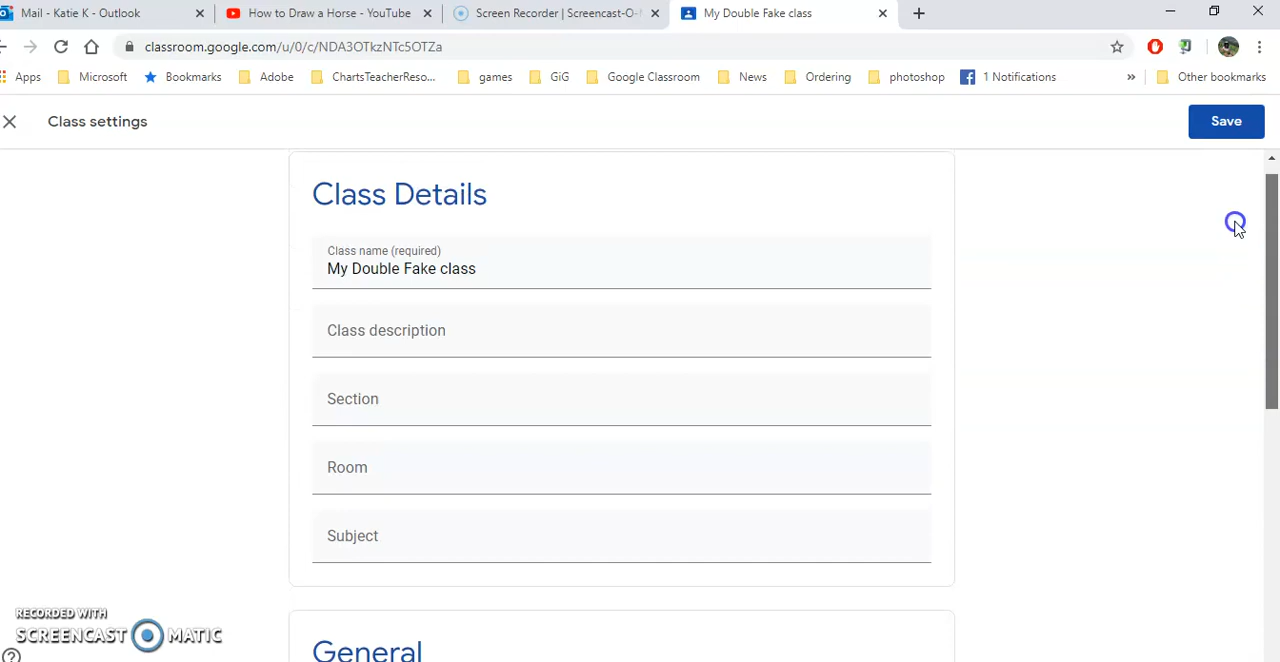 Mail - Katie K - Outlook
How to Draw a Horse - YouTube
Screen Recorder | Screencast-O-
My Double Fake class
classroom.google.com/u/0/c/NDA3OTkzNTc5OTZa
Apps Microsoft Bookmarks Adobe ChartsTeacherReso... games GiG Google Classroom News Ordering photoshop 1 Notifications » Other bookmarks
Class settings
Save
Class Details
Class name (required)
My Double Fake class
Class description
Section
Room
Subject
General
RECORDED WITH
SCREENCAST MATIC